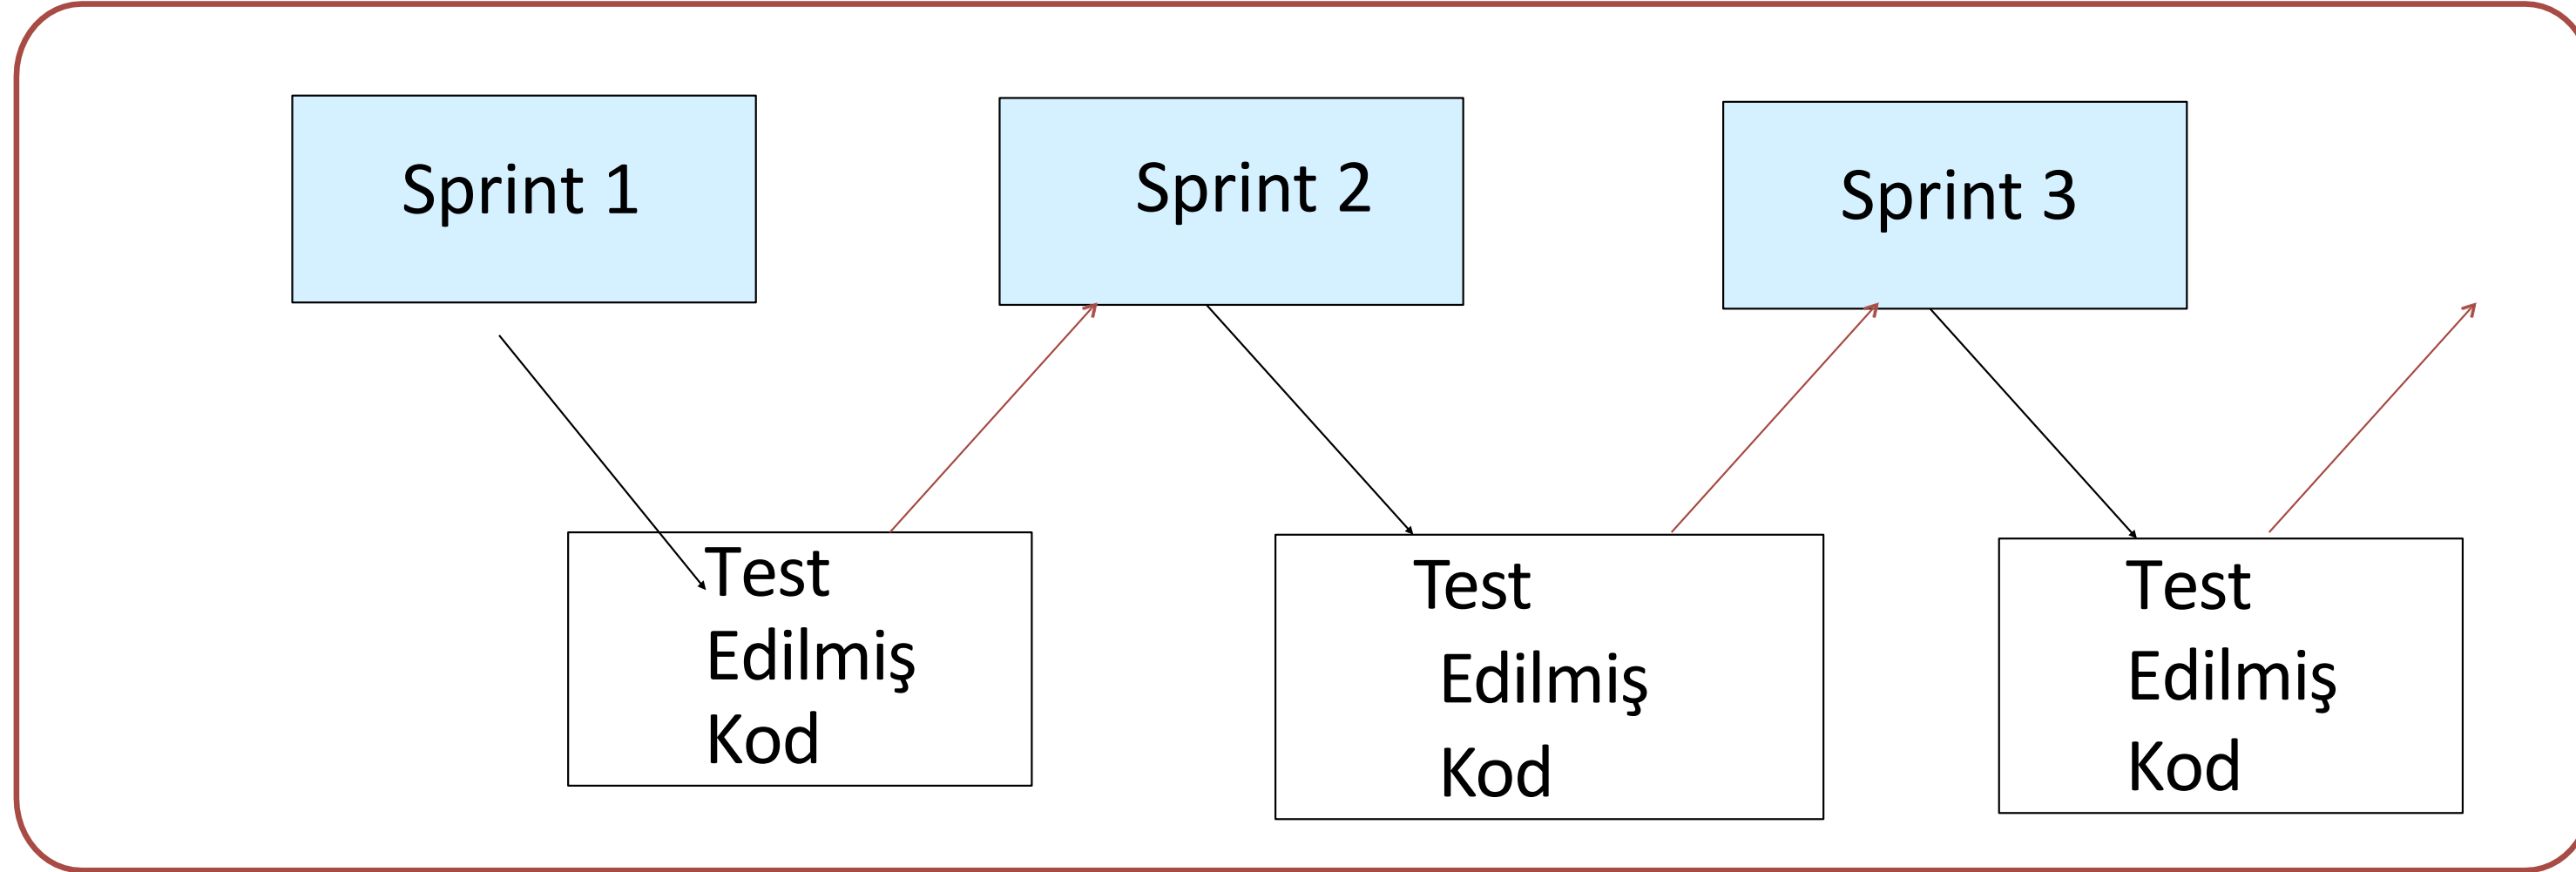 Sprint 1
Sprint 2
Sprint 3
Test
Edilmiş
Kod
Test
Edilmiş
Kod
Test
Edilmiş
Kod